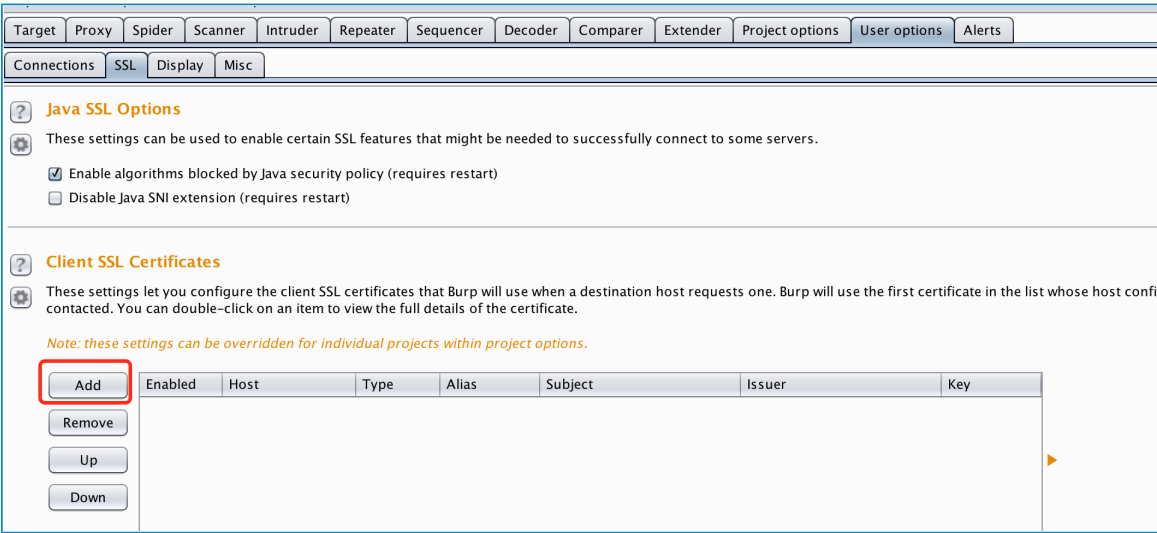 Target Proxy Spider Scanner Intruder Repeater Sequencer Decoder Comparer Extender Project options User options Alerts
Connections SSL Display Misc
? Java SSL Options
These settings can be used to enable certain SSL features that might be needed to successfully connect to some servers.
Enable algorithms blocked by Java security policy (requires restart)
Disable Java SNI extension (requires restart)
? Client SSL Certificates
These settings let you configure the client SSL certificates that Burp will use when a destination host requests one. Burp will use the first certificate in the list whose host confi
contacted. You can double-click on an item to view the full details of the certificate.
Note: these settings can be overridden for individual projects within project options.
Add Enabled Host Type Alias Subject Issuer Key
Remove
Up
Down